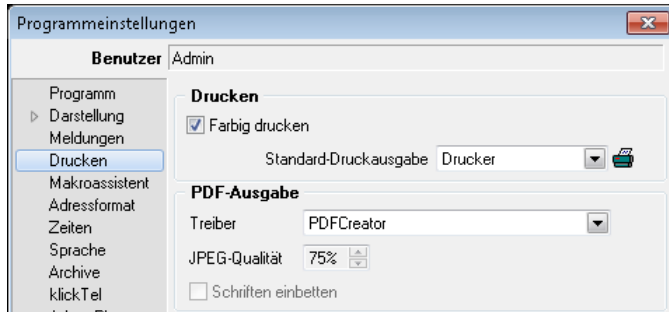 Programmeinstellungen
Benutzer Admin
Programm
Darstellung
Meldungen
Drucken
Makroassistent
Adressformat
Zeiten
Sprache
Archive
klickTel
Drucken
Farbig drucken
Standard-Druckausgabe Drucker
PDF-Ausgabe
Treiber PDFCreator
JPEG-Qualität 75%
Schriften einbetten